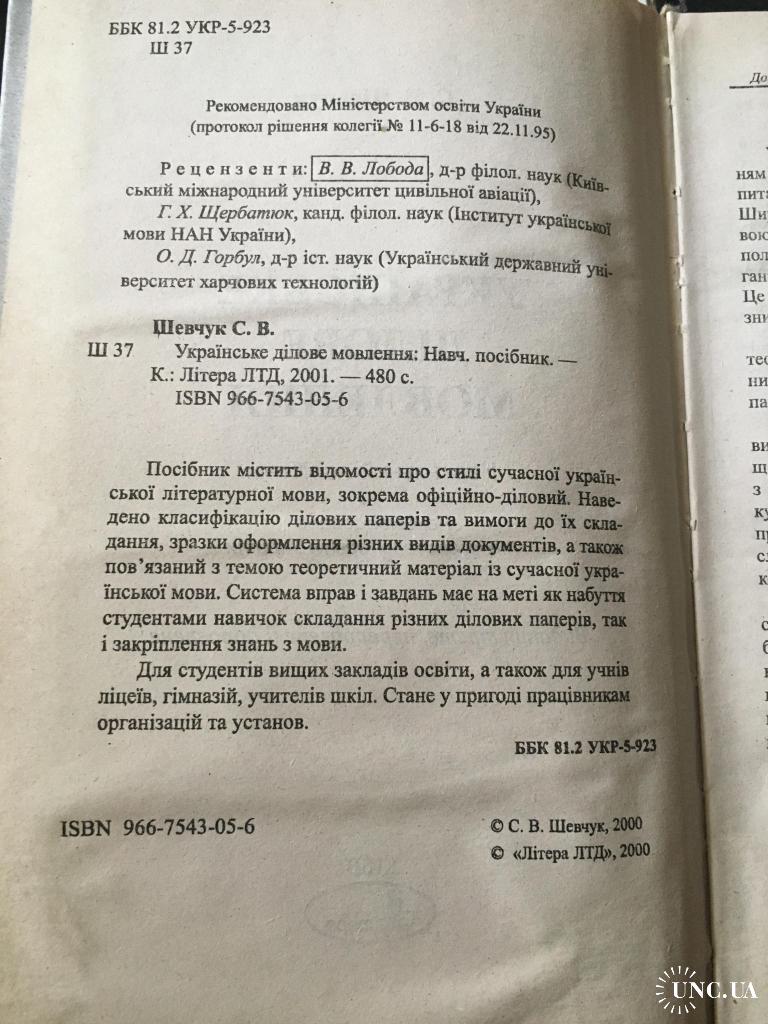 ББК 81.2 УКР-5-923
Ш 37
Рекомендовано Міністерством освіти України
(протокол рішення колегії № 11-6-18 від 22.11.95)
Рецензенти: В. В. Лобода, д-р філол. наук (Київ-
ський міжнародний університет цивільної авіації),
Г. Х. Щербатюк, канд. філол. наук (Інститут української
мови НАН України),
О. Д. Горбул, д-р іст. наук (Український державний уні-
верситет харчових технологій)
Шевчук С. В.
Ш 37 Українське ділове мовлення: Навч. посібник. —
К.: Літера ЛТД, 2001. — 480 с.
ISBN 966-7543-05-6
Посібник містить відомості про стилі сучасної україн-
ської літературної мови, зокрема офіційно-діловий. Наве-
дено класифікацію ділових паперів та вимоги до їх скла-
дання, зразки оформлення різних видів документів, а також
пов’язаний з темою теоретичний матеріал із сучасної укра-
їнської мови. Система вправ і завдань має на меті як набуття
студентами навичок складання різних ділових паперів, так
і закріплення знань з мови.
Для студентів вищих закладів освіти, а також для учнів
ліцеїв, гімназій, учителів шкіл. Стане у пригоді працівникам
організацій та установ.
ББК 81.2 УКР-5-923
ISBN 966-7543-05-6
© С. В. Шевчук, 2000
© «Літера ЛТД», 2000
UNC.UA